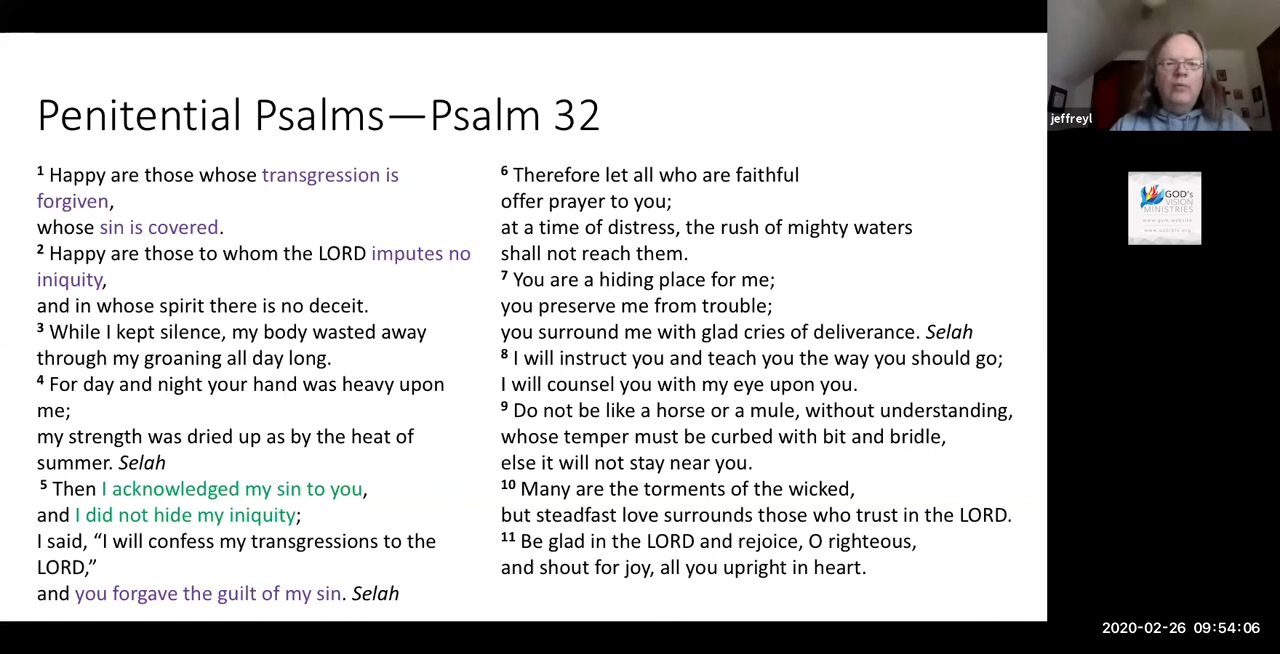 Penitential Psalms—Psalm 32
1 Happy are those whose transgression is
forgiven,
whose sin is covered.
2 Happy are those to whom the LORD imputes no
iniquity,
and in whose spirit there is no deceit.
3 While I kept silence, my body wasted away
through my groaning all day long.
4 For day and night your hand was heavy upon
me;
my strength was dried up as by the heat of
summer. Selah
5 Then I acknowledged my sin to you,
and I did not hide my iniquity;
I said, “I will confess my transgressions to the
LORD,”
and you forgave the guilt of my sin. Selah
6 Therefore let all who are faithful
offer prayer to you;
at a time of distress, the rush of mighty waters
shall not reach them.
7 You are a hiding place for me;
you preserve me from trouble;
you surround me with glad cries of deliverance. Selah
8 I will instruct you and teach you the way you should go;
I will counsel you with my eye upon you.
9 Do not be like a horse or a mule, without understanding,
whose temper must be curbed with bit and bridle,
else it will not stay near you.
10 Many are the torments of the wicked,
but steadfast love surrounds those who trust in the LORD.
11 Be glad in the LORD and rejoice, O righteous,
and shout for joy, all you upright in heart.
jeffreyl
GOD's
VISION
MINISTRIES
2020-02-26 09:54:06